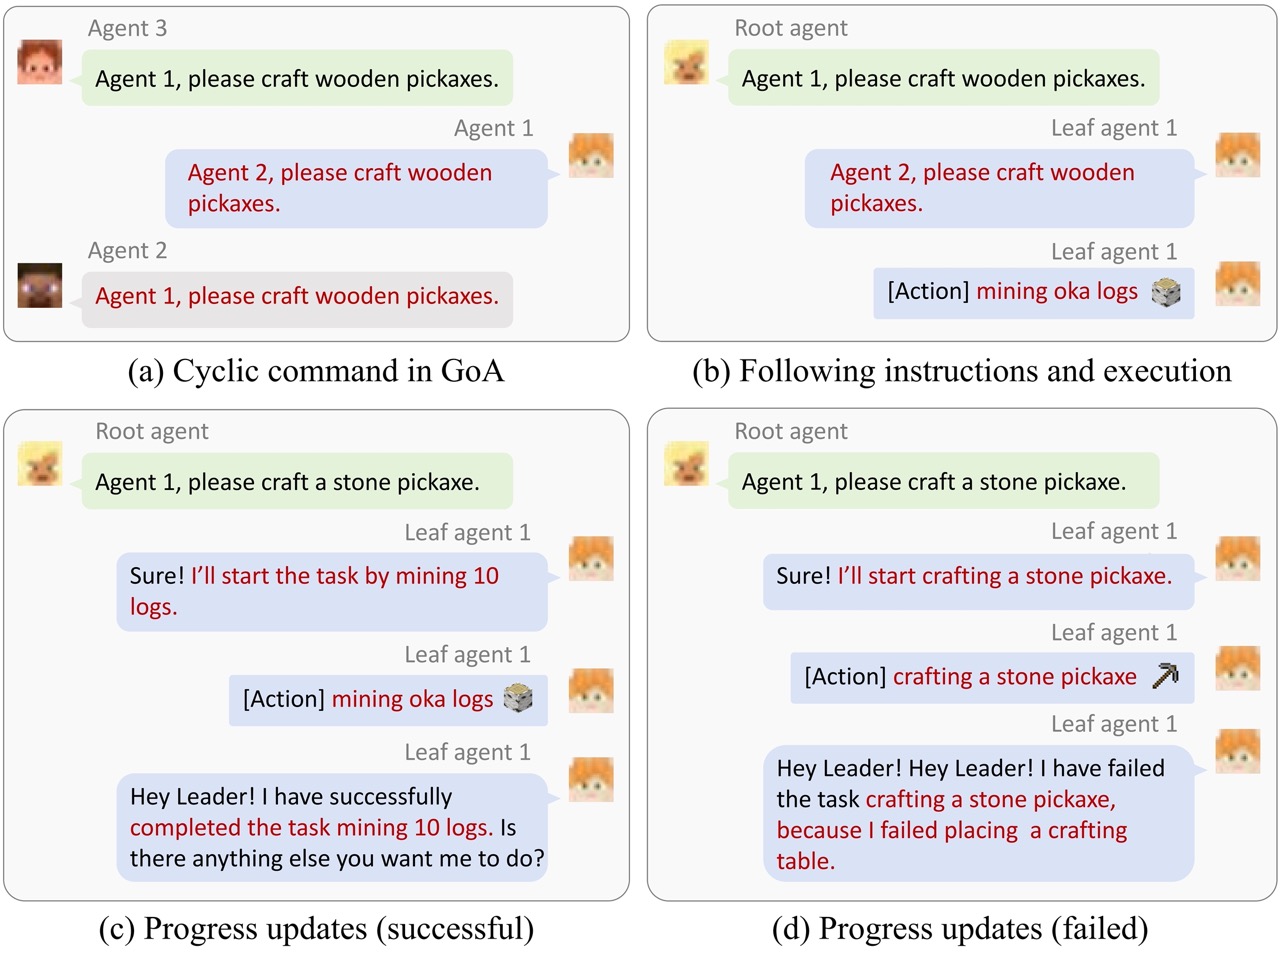 Agent 3
Agent 1, please craft wooden pickaxes.
Agent 1
Agent 2, please craft wooden
pickaxes.
Agent 2
Agent 1, please craft wooden pickaxes.
(a) Cyclic command in GoA
Root agent
Agent 1, please craft wooden pickaxes.
Leaf agent 1
Agent 2, please craft wooden
pickaxes.
Leaf agent 1
[Action] mining oka logs
(b) Following instructions and execution
Root agent
Agent 1, please craft a stone pickaxe.
Leaf agent 1
Sure! I’ll start the task by mining 10
logs.
Leaf agent 1
[Action] mining oka logs
Leaf agent 1
Hey Leader! I have successfully
completed the task mining 10 logs. Is
there anything else you want me to do?
(c) Progress updates (successful)
Root agent
Agent 1, please craft a stone pickaxe.
Leaf agent 1
Sure! I’ll start crafting a stone pickaxe.
Leaf agent 1
[Action] crafting a stone pickaxe
Leaf agent 1
Hey Leader! Hey Leader! I have failed
the task crafting a stone pickaxe,
because I failed placing a crafting
table.
(d) Progress updates (failed)